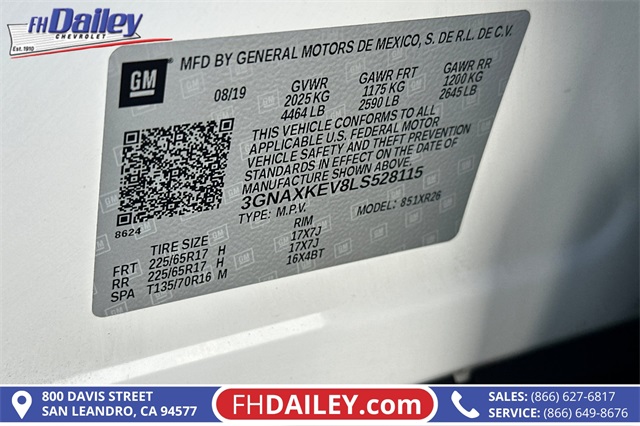 FHDailey
Est. 1910
CHEVROLET
GM
MFD BY GENERAL MOTORS DE MEXICO, S. DE R.L. DE C.V.
08/19 GVWR GAWR FRT GAWR RR
2025 KG 1175 KG 1200 KG
4464 LB 2590 LB 2645 LB
THIS VEHICLE CONFORMS TO ALL
APPLICABLE U.S. FEDERAL MOTOR
VEHICLE SAFETY AND THEFT PREVENTION
STANDARDS IN EFFECT ON THE DATE OF
MANUFACTURE SHOWN ABOVE.
3GNAXKEV8LS528115
8624 TYPE: M.P.V. MODEL: 851XR26
TIRE SIZE RIM
FRT 225/65R17 H 17X7J
RR 225/65R17 H 17X7J
SPA T135/70R16 M 16X4BT
800 DAVIS STREET
SAN LEANDRO, CA 94577
FHDAILEY.com
SALES: (866) 627-6817
SERVICE: (866) 649-8676